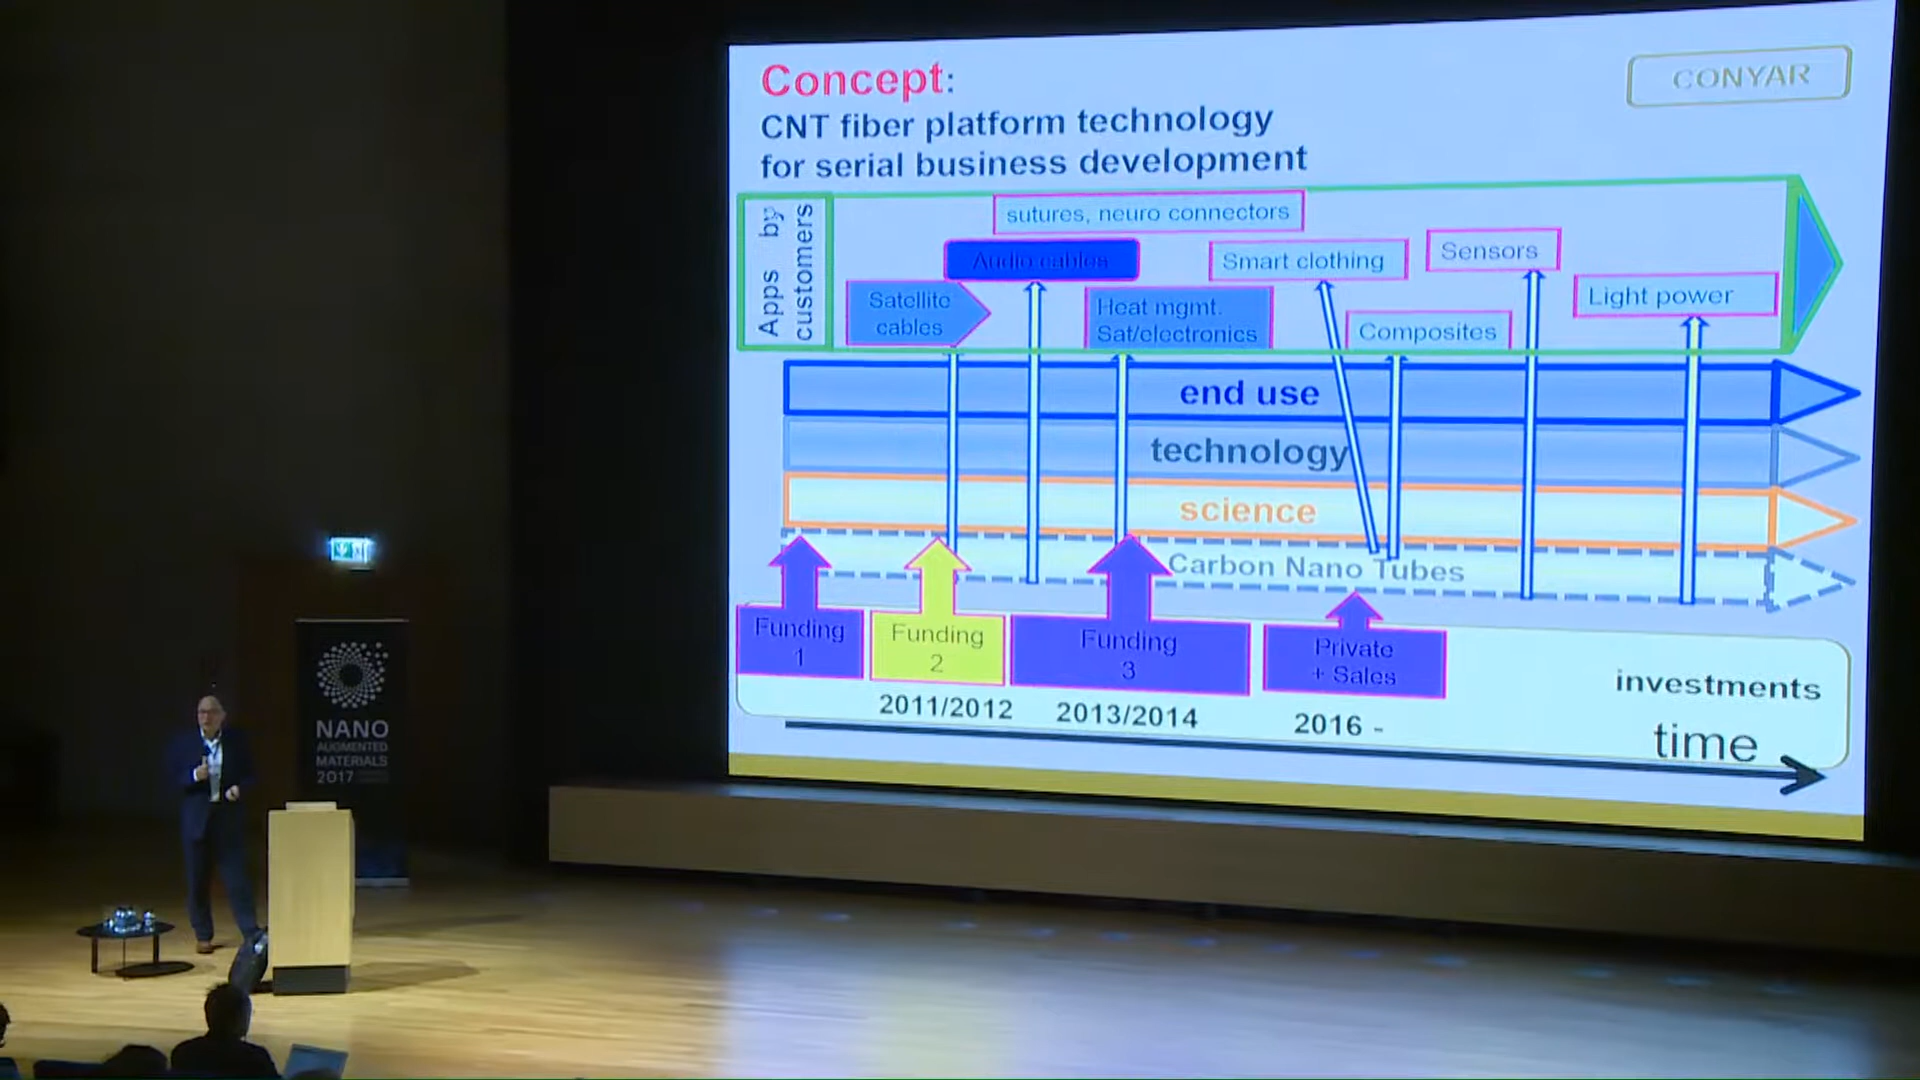 Concept:
CONYAR
CNT fiber platform technology
for serial business development
Apps by
customers
sutures, neuro connectors
Audio cables
Smart clothing
Sensors
Satellite
cables
Heat mgmt.
Sat/electronics
Composites
Light power
end use
technology
science
Carbon Nano Tubes
Funding
1
Funding
2
Funding
3
Private
+ Sales
investments
2011/2012
2013/2014
2016 -
time
NANO
AUGMENTED
MATERIALS
2017